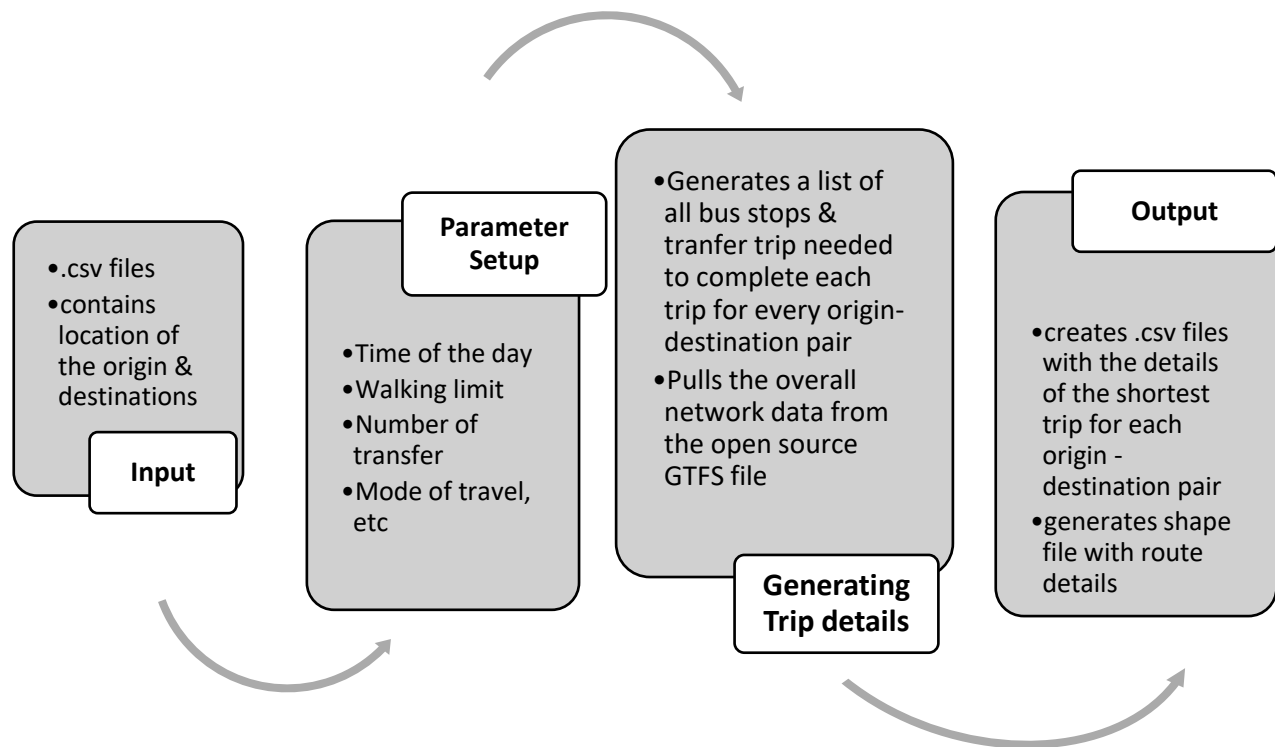 •.csv files
•contains
location of
the origin &
destinations
Input
Parameter
Setup
•Time of the day
•Walking limit
•Number of
transfer
•Mode of travel,
etc
•Generates a list of
all bus stops &
tranfer trip needed
to complete each
trip for every origin-
destination pair
•Pulls the overall
network data from
the open source
GTFS file
Generating
Trip details
Output
•creates .csv files
with the details
of the shortest
trip for each
origin -
destination pair
•generates shape
file with route
details